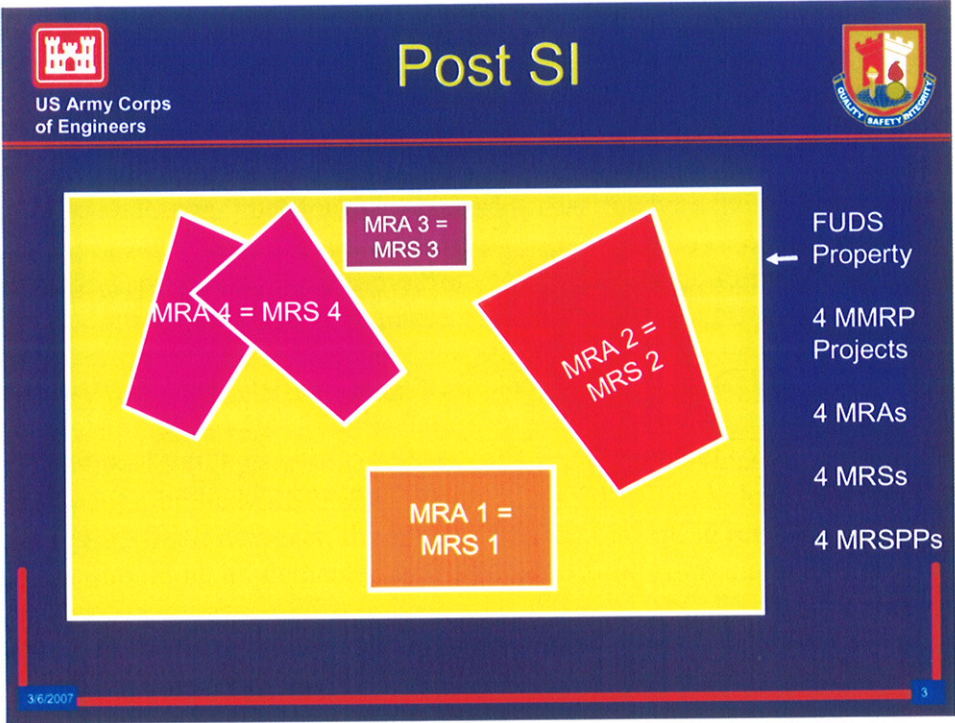 US Army Corps
of Engineers
Post SI
QUALITY SAFETY INTEGRITY
MRA 3 =
MRS 3
MRA 4 = MRS 4
MRA 2 =
MRS 2
MRA 1 =
MRS 1
FUDS
Property
4 MMRP
Projects
4 MRAs
4 MRSs
4 MRSPPs
3/6/2007
3